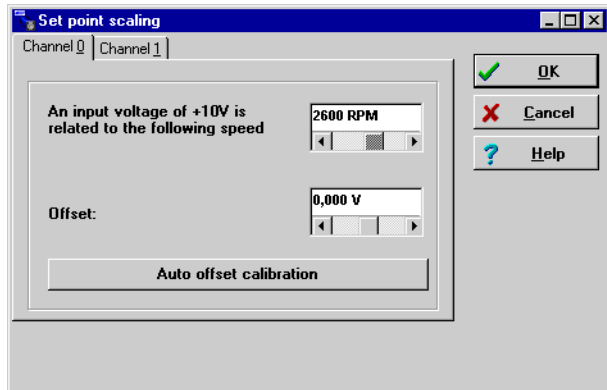 Set point scaling
Channel 0
Channel 1
An input voltage of +10V is
related to the following speed
2600 RPM
Offset:
0,000 V
Auto offset calibration
OK
Cancel
Help